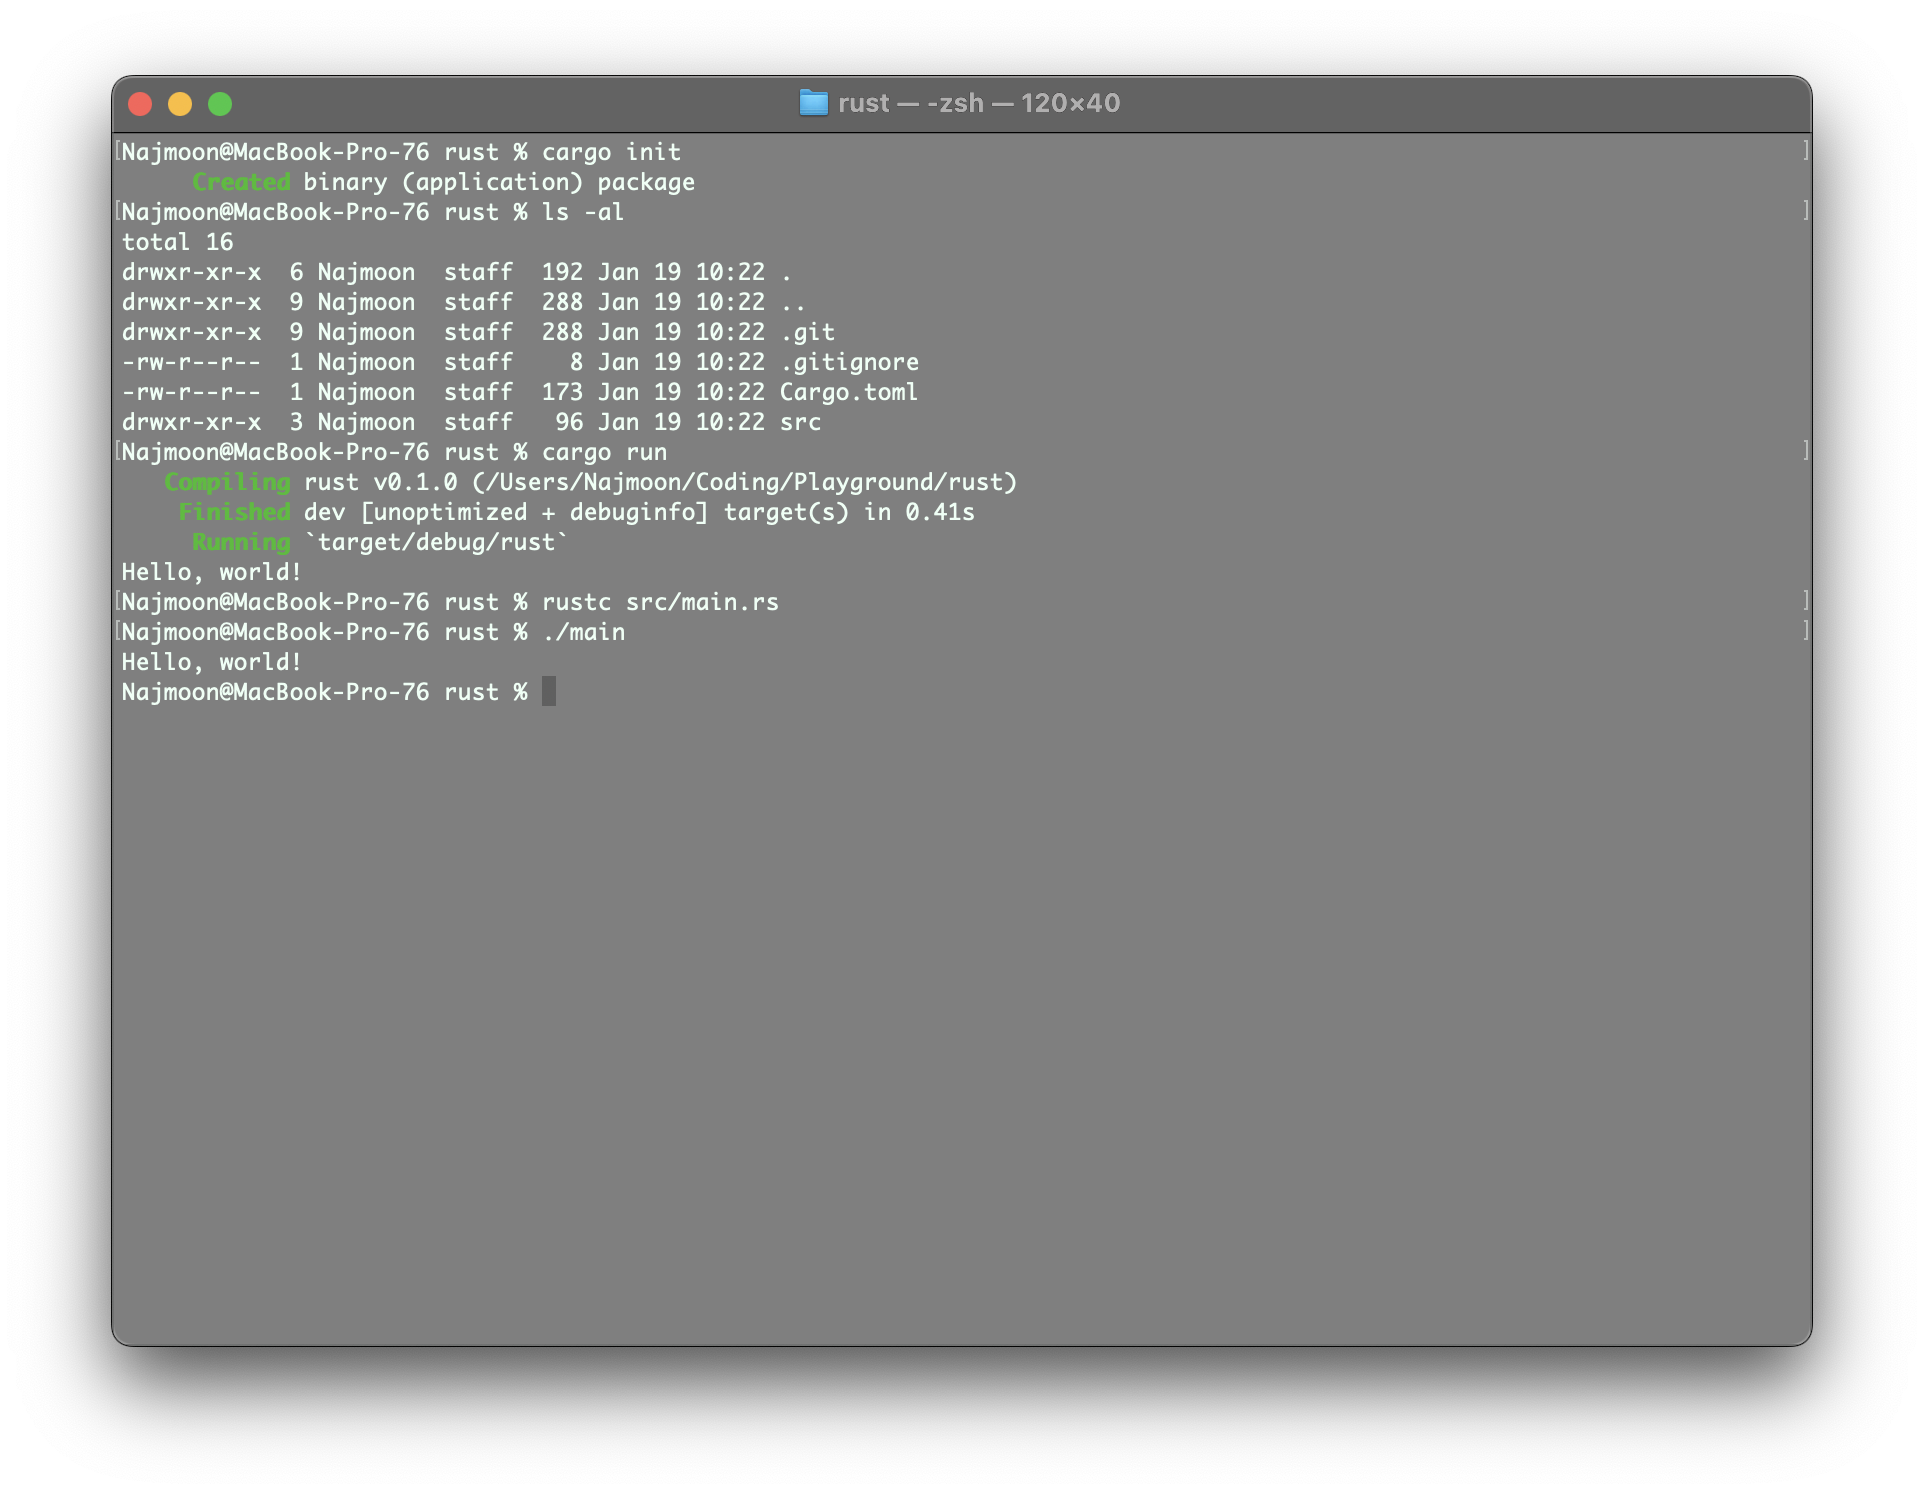 rust — -zsh — 120×40
[Najmoon@MacBook-Pro-76 rust % cargo init ]
     Created binary (application) package
[Najmoon@MacBook-Pro-76 rust % ls -al ]
total 16
drwxr-xr-x  6 Najmoon  staff  192 Jan 19 10:22 .
drwxr-xr-x  9 Najmoon  staff  288 Jan 19 10:22 ..
drwxr-xr-x  9 Najmoon  staff  288 Jan 19 10:22 .git
-rw-r--r--  1 Najmoon  staff    8 Jan 19 10:22 .gitignore
-rw-r--r--  1 Najmoon  staff  173 Jan 19 10:22 Cargo.toml
drwxr-xr-x  3 Najmoon  staff   96 Jan 19 10:22 src
[Najmoon@MacBook-Pro-76 rust % cargo run ]
   Compiling rust v0.1.0 (/Users/Najmoon/Coding/Playground/rust)
    Finished dev [unoptimized + debuginfo] target(s) in 0.41s
     Running `target/debug/rust`
Hello, world!
[Najmoon@MacBook-Pro-76 rust % rustc src/main.rs ]
[Najmoon@MacBook-Pro-76 rust % ./main ]
Hello, world!
Najmoon@MacBook-Pro-76 rust %